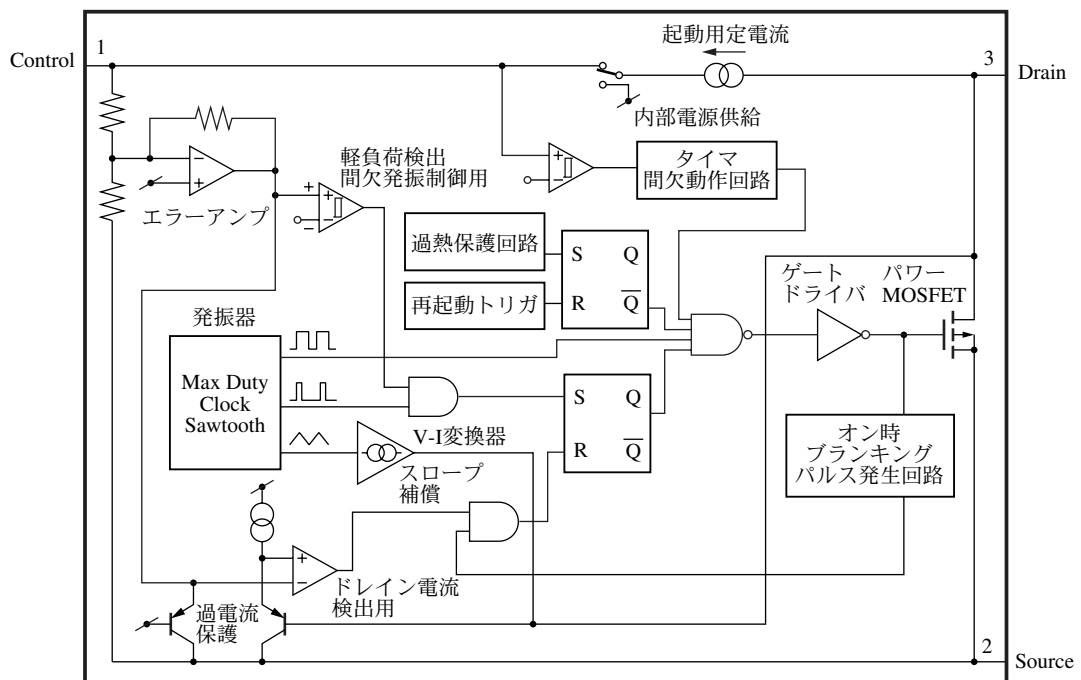 起動用定電流
1
3
Control
Drain
内部電源供給
軽負荷検出
間欠発振制御用
タイマ
間欠動作回路
エラーアンプ
過熱保護回路
再起動トリガ
S
Q
R
Q
ゲート
ドライバ
パワー
MOSFET
発振器
Max Duty
Clock
Sawtooth
V-I変換器
スロープ
補償
S
Q
R
Q
オン時
ブランキング
パルス発生回路
ドレイン電流
検出用
過電流
保護
2
Source